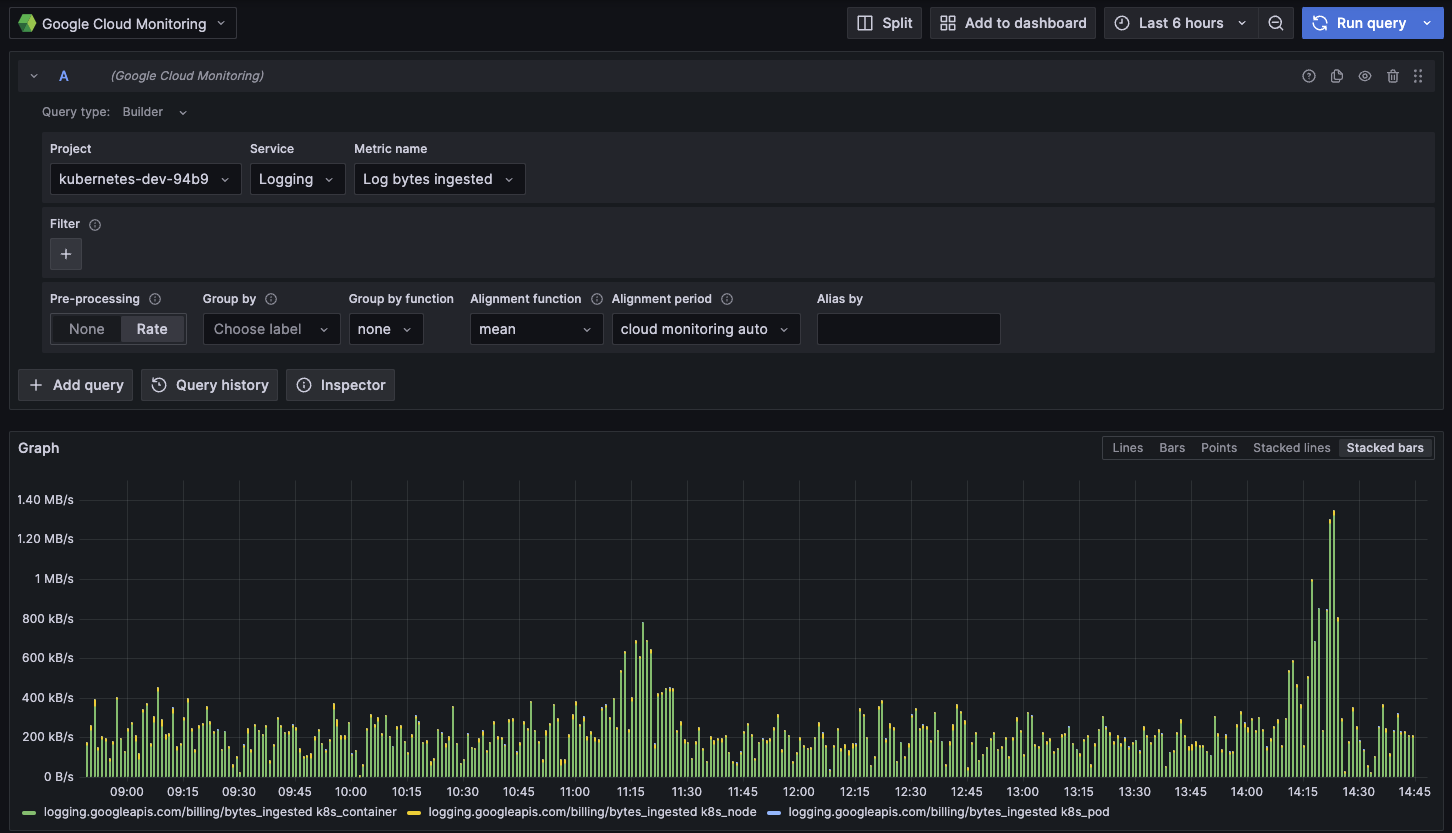 Google Cloud Monitoring Split Add to dashboard Last 6 hours Run query
A (Google Cloud Monitoring)
Query type: Builder
Project Service Metric name
kubernetes-dev-94b9 Logging Log bytes ingested
Filter
Pre-processing Group by Group by function Alignment function Alignment period Alias by
None Rate Choose label none mean cloud monitoring auto
+ Add query Query history Inspector
Graph Lines Bars Points Stacked lines Stacked bars
1.40 MB/s
1.20 MB/s
1 MB/s
800 kB/s
600 kB/s
400 kB/s
200 kB/s
0 B/s
09:00 09:15 09:30 09:45 10:00 10:15 10:30 10:45 11:00 11:15 11:30 11:45 12:00 12:15 12:30 12:45 13:00 13:15 13:30 13:45 14:00 14:15 14:30 14:45
logging.googleapis.com/billing/bytes_ingested k8s_container logging.googleapis.com/billing/bytes_ingested k8s_node logging.googleapis.com/billing/bytes_ingested k8s_pod